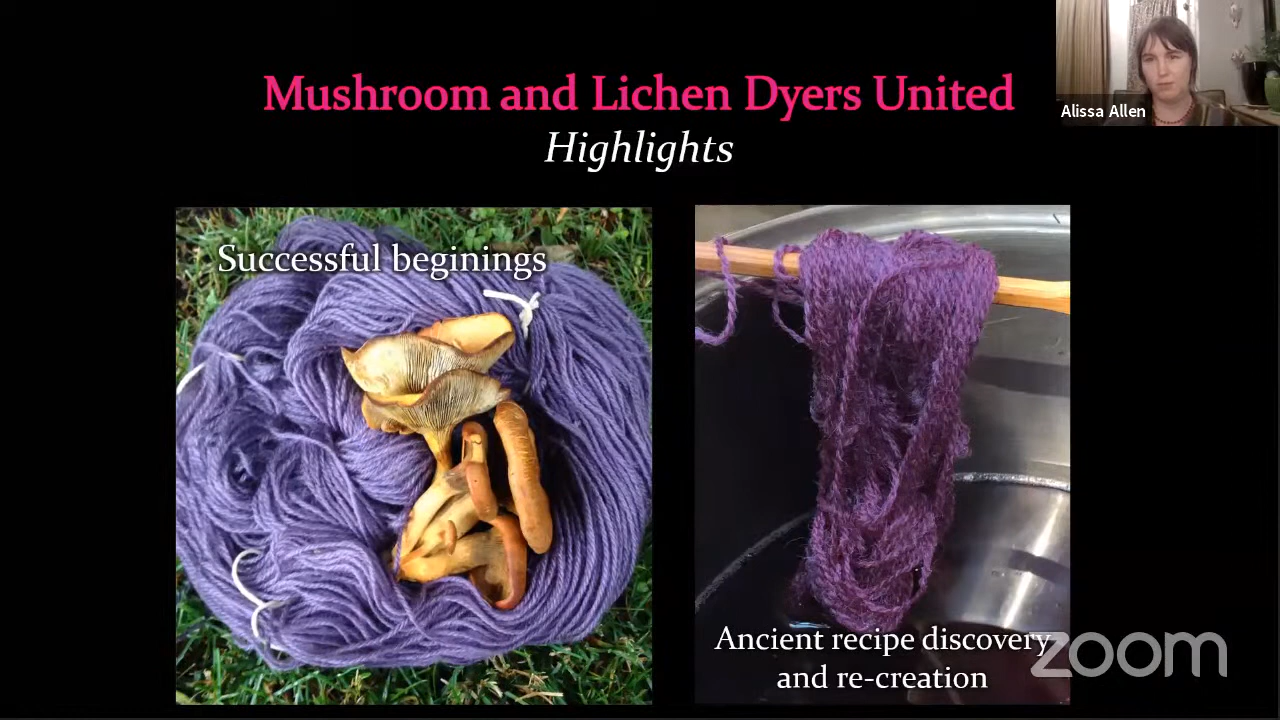 Mushroom and Lichen Dyers United
Highlights
Alissa Allen
Successful beginings
Ancient recipe discovery
and re-creation
zoom